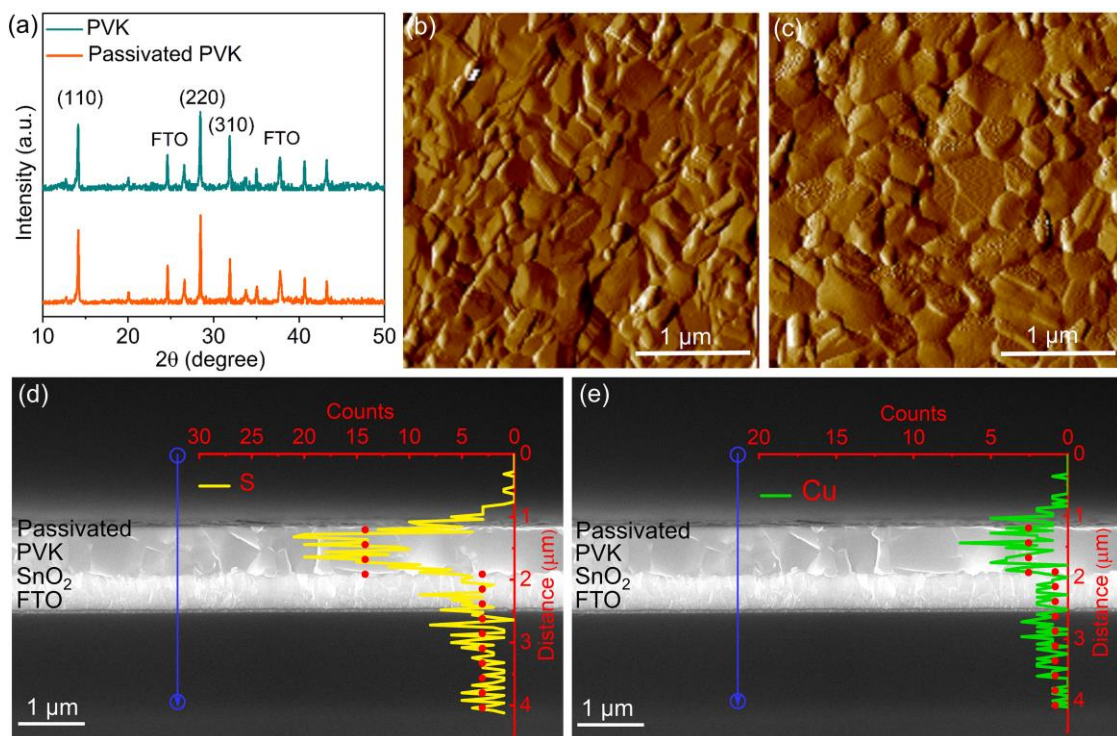 (a)
PVK
Passivated PVK
(110)
(220)
(310)
FTO
FTO
Intensity (a.u.)
10 20 30 40 50
2θ (degree)
(b)
1 μm
(c)
1 μm
(d)
Counts
30 25 20 15 10 5 0
S
0
1
2
3
4
Distance (μm)
Passivated
PVK
SnO₂
FTO
1 μm
(e)
Counts
20 15 10 5 0
Cu
0
1
2
3
4
Distance (μm)
Passivated
PVK
SnO₂
FTO
1 μm